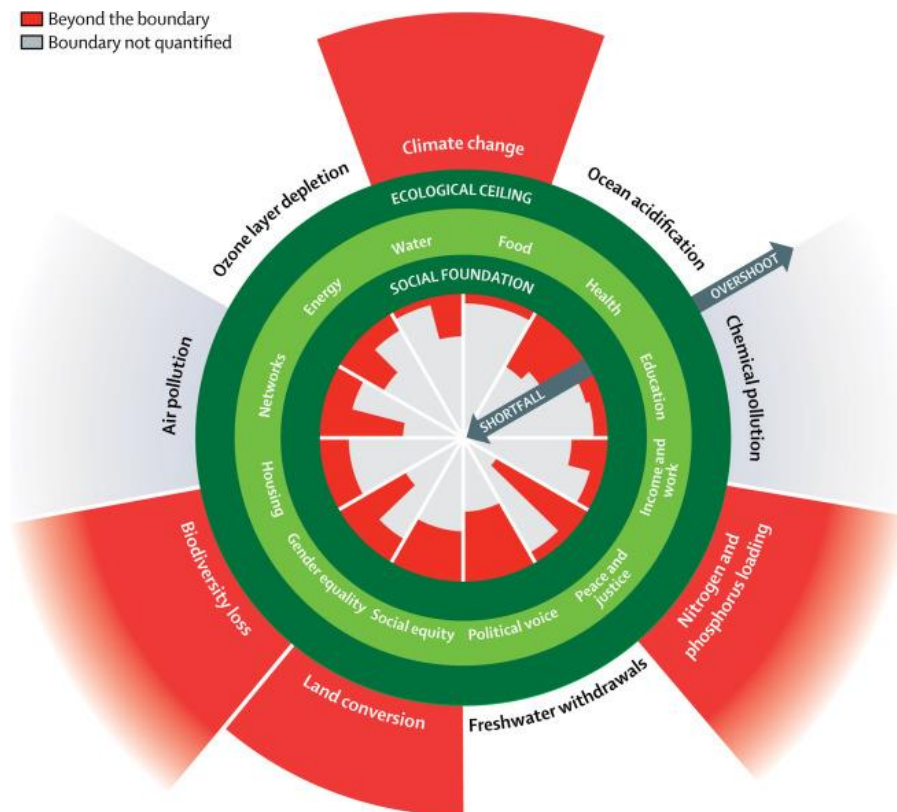 Beyond the boundary
Boundary not quantified
Climate change
Ozone layer depletion
Ocean acidification
ECOLOGICAL CEILING
Water
Food
Energy
Health
SOCIAL FOUNDATION
OVERSHOOT
Air pollution
Networks
SHORTFALL
Education
Chemical pollution
Housing
Income and
work
Biodiversity loss
Gender equality
Social equity
Political voice
Peace and
justice
Nitrogen and
phosphorus loading
Land conversion
Freshwater withdrawals